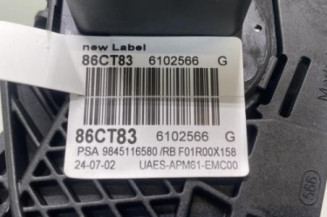 new Label
86CT83 6102566 G
86CT83 6102566 G
PSA 9845116580 /RB F01R00X158
24-07-02 UAES-APM61-EMC00